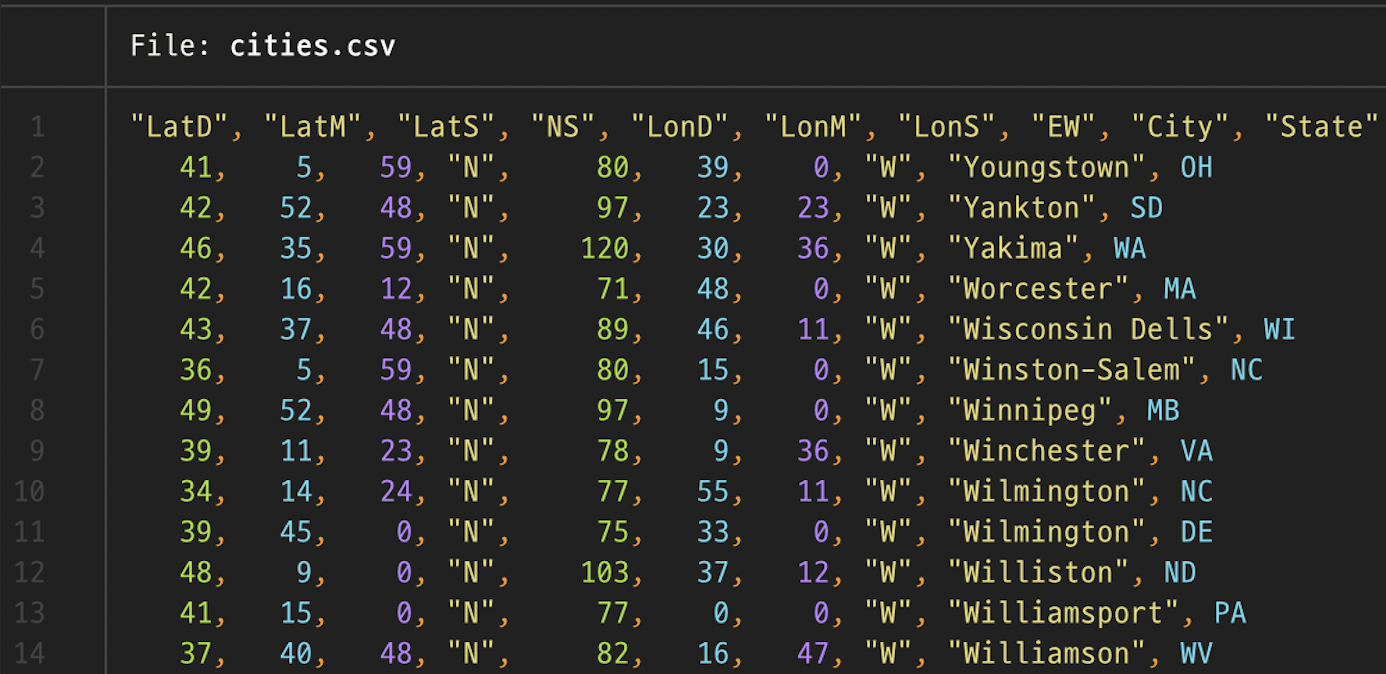 File: cities.csv
1 "LatD", "LatM", "LatS", "NS", "LonD", "LonM", "LonS", "EW", "City", "State"
2    41,    5,   59, "N",     80,   39,    0, "W", "Youngstown", OH
3    42,   52,   48, "N",     97,   23,   23, "W", "Yankton", SD
4    46,   35,   59, "N",    120,   30,   36, "W", "Yakima", WA
5    42,   16,   12, "N",     71,   48,    0, "W", "Worcester", MA
6    43,   37,   48, "N",     89,   46,   11, "W", "Wisconsin Dells", WI
7    36,    5,   59, "N",     80,   15,    0, "W", "Winston-Salem", NC
8    49,   52,   48, "N",     97,    9,    0, "W", "Winnipeg", MB
9    39,   11,   23, "N",     78,    9,   36, "W", "Winchester", VA
10    34,   14,   24, "N",     77,   55,   11, "W", "Wilmington", NC
11    39,   45,    0, "N",     75,   33,    0, "W", "Wilmington", DE
12    48,    9,    0, "N",    103,   37,   12, "W", "Williston", ND
13    41,   15,    0, "N",     77,    0,    0, "W", "Williamsport", PA
14    37,   40,   48, "N",     82,   16,   47, "W", "Williamson", WV